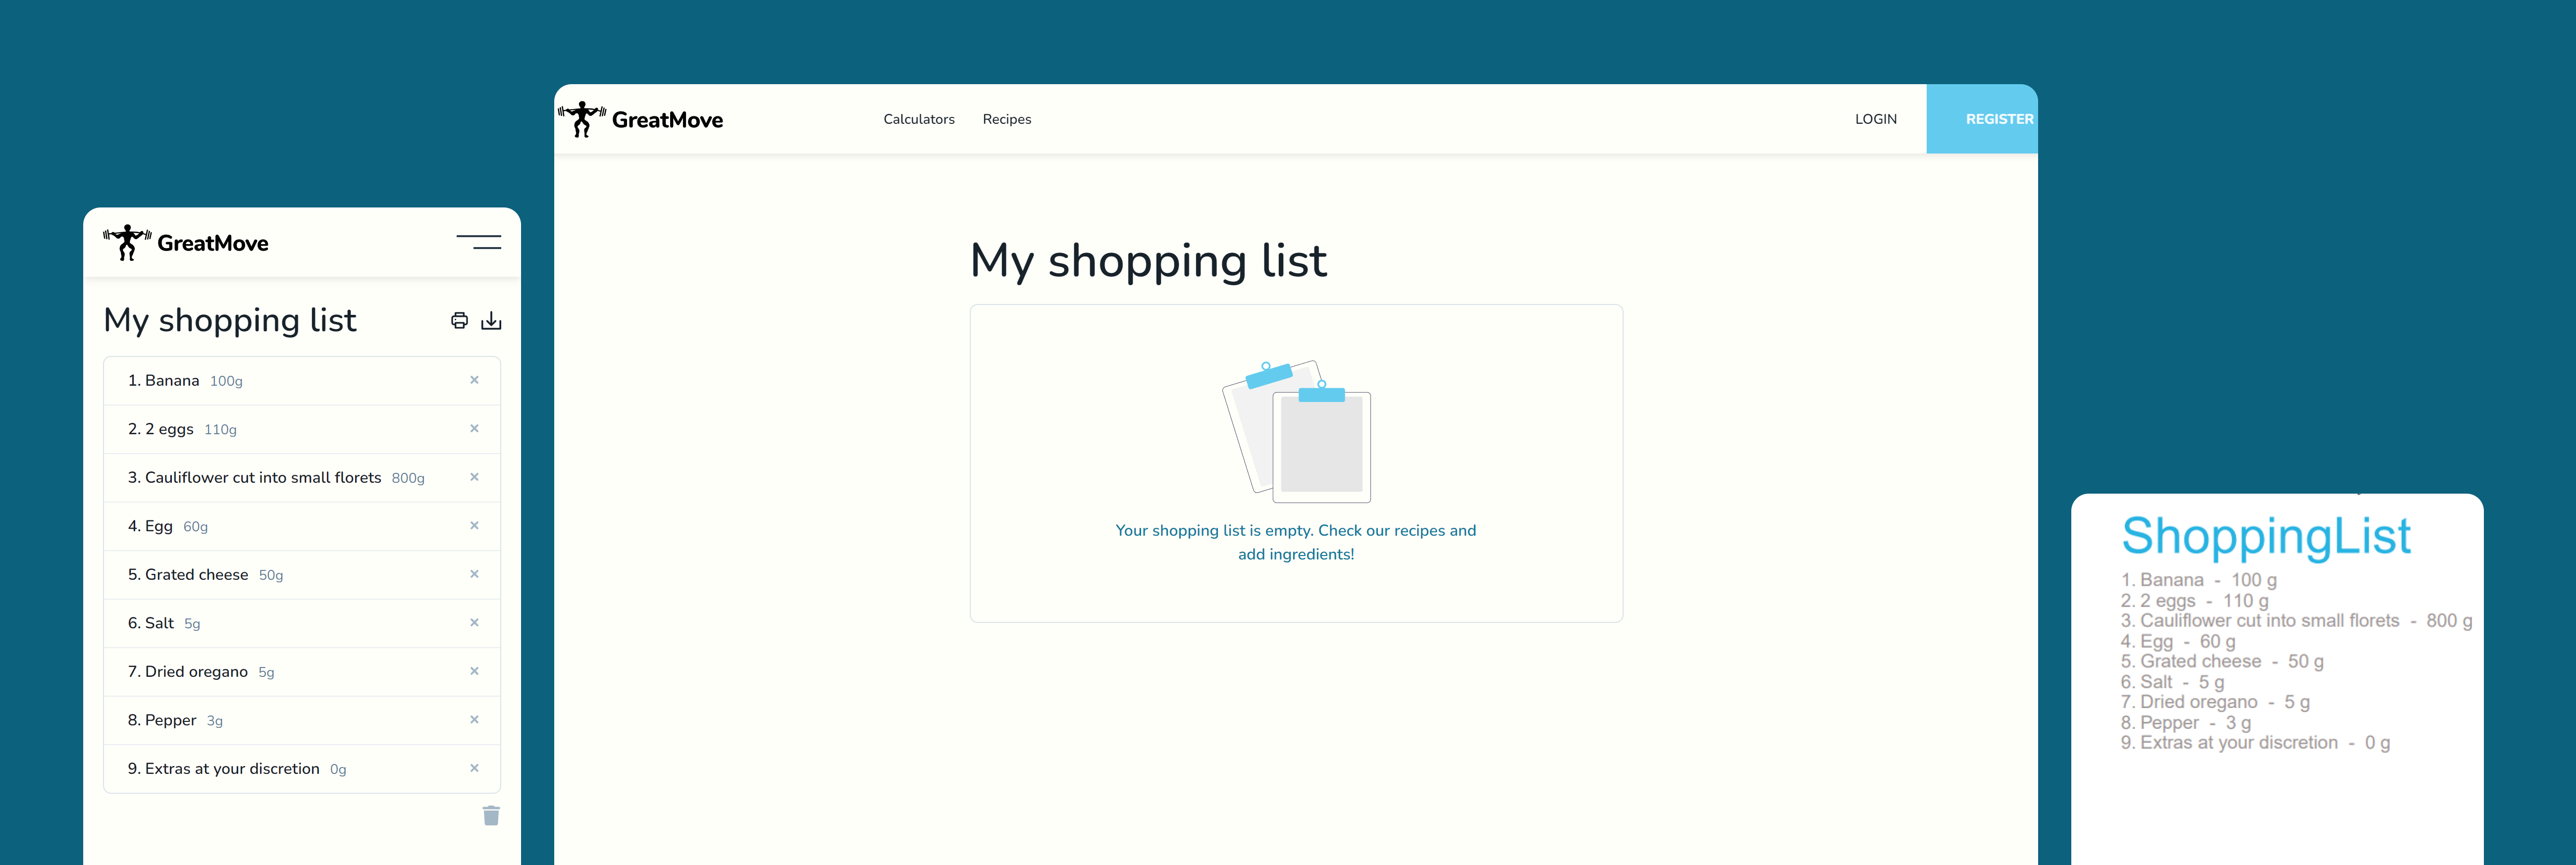 GreatMove
My shopping list
1. Banana 100g ×
2. 2 eggs 110g ×
3. Cauliflower cut into small florets 800g ×
4. Egg 60g ×
5. Grated cheese 50g ×
6. Salt 5g ×
7. Dried oregano 5g ×
8. Pepper 3g ×
9. Extras at your discretion 0g ×
GreatMove Calculators Recipes LOGIN REGISTER
My shopping list
Your shopping list is empty. Check our recipes and
add ingredients!
ShoppingList
1. Banana - 100 g
2. 2 eggs - 110 g
3. Cauliflower cut into small florets - 800 g
4. Egg - 60 g
5. Grated cheese - 50 g
6. Salt - 5 g
7. Dried oregano - 5 g
8. Pepper - 3 g
9. Extras at your discretion - 0 g